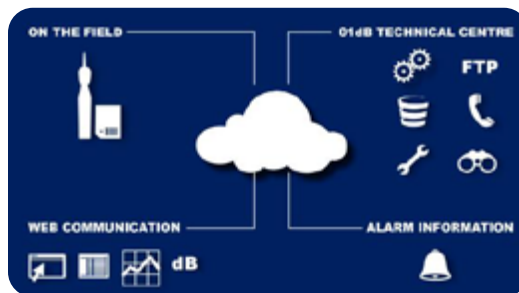 ON THE FIELD
01dB TECHNICAL CENTRE
FTP
WEB COMMUNICATION
dB
ALARM INFORMATION